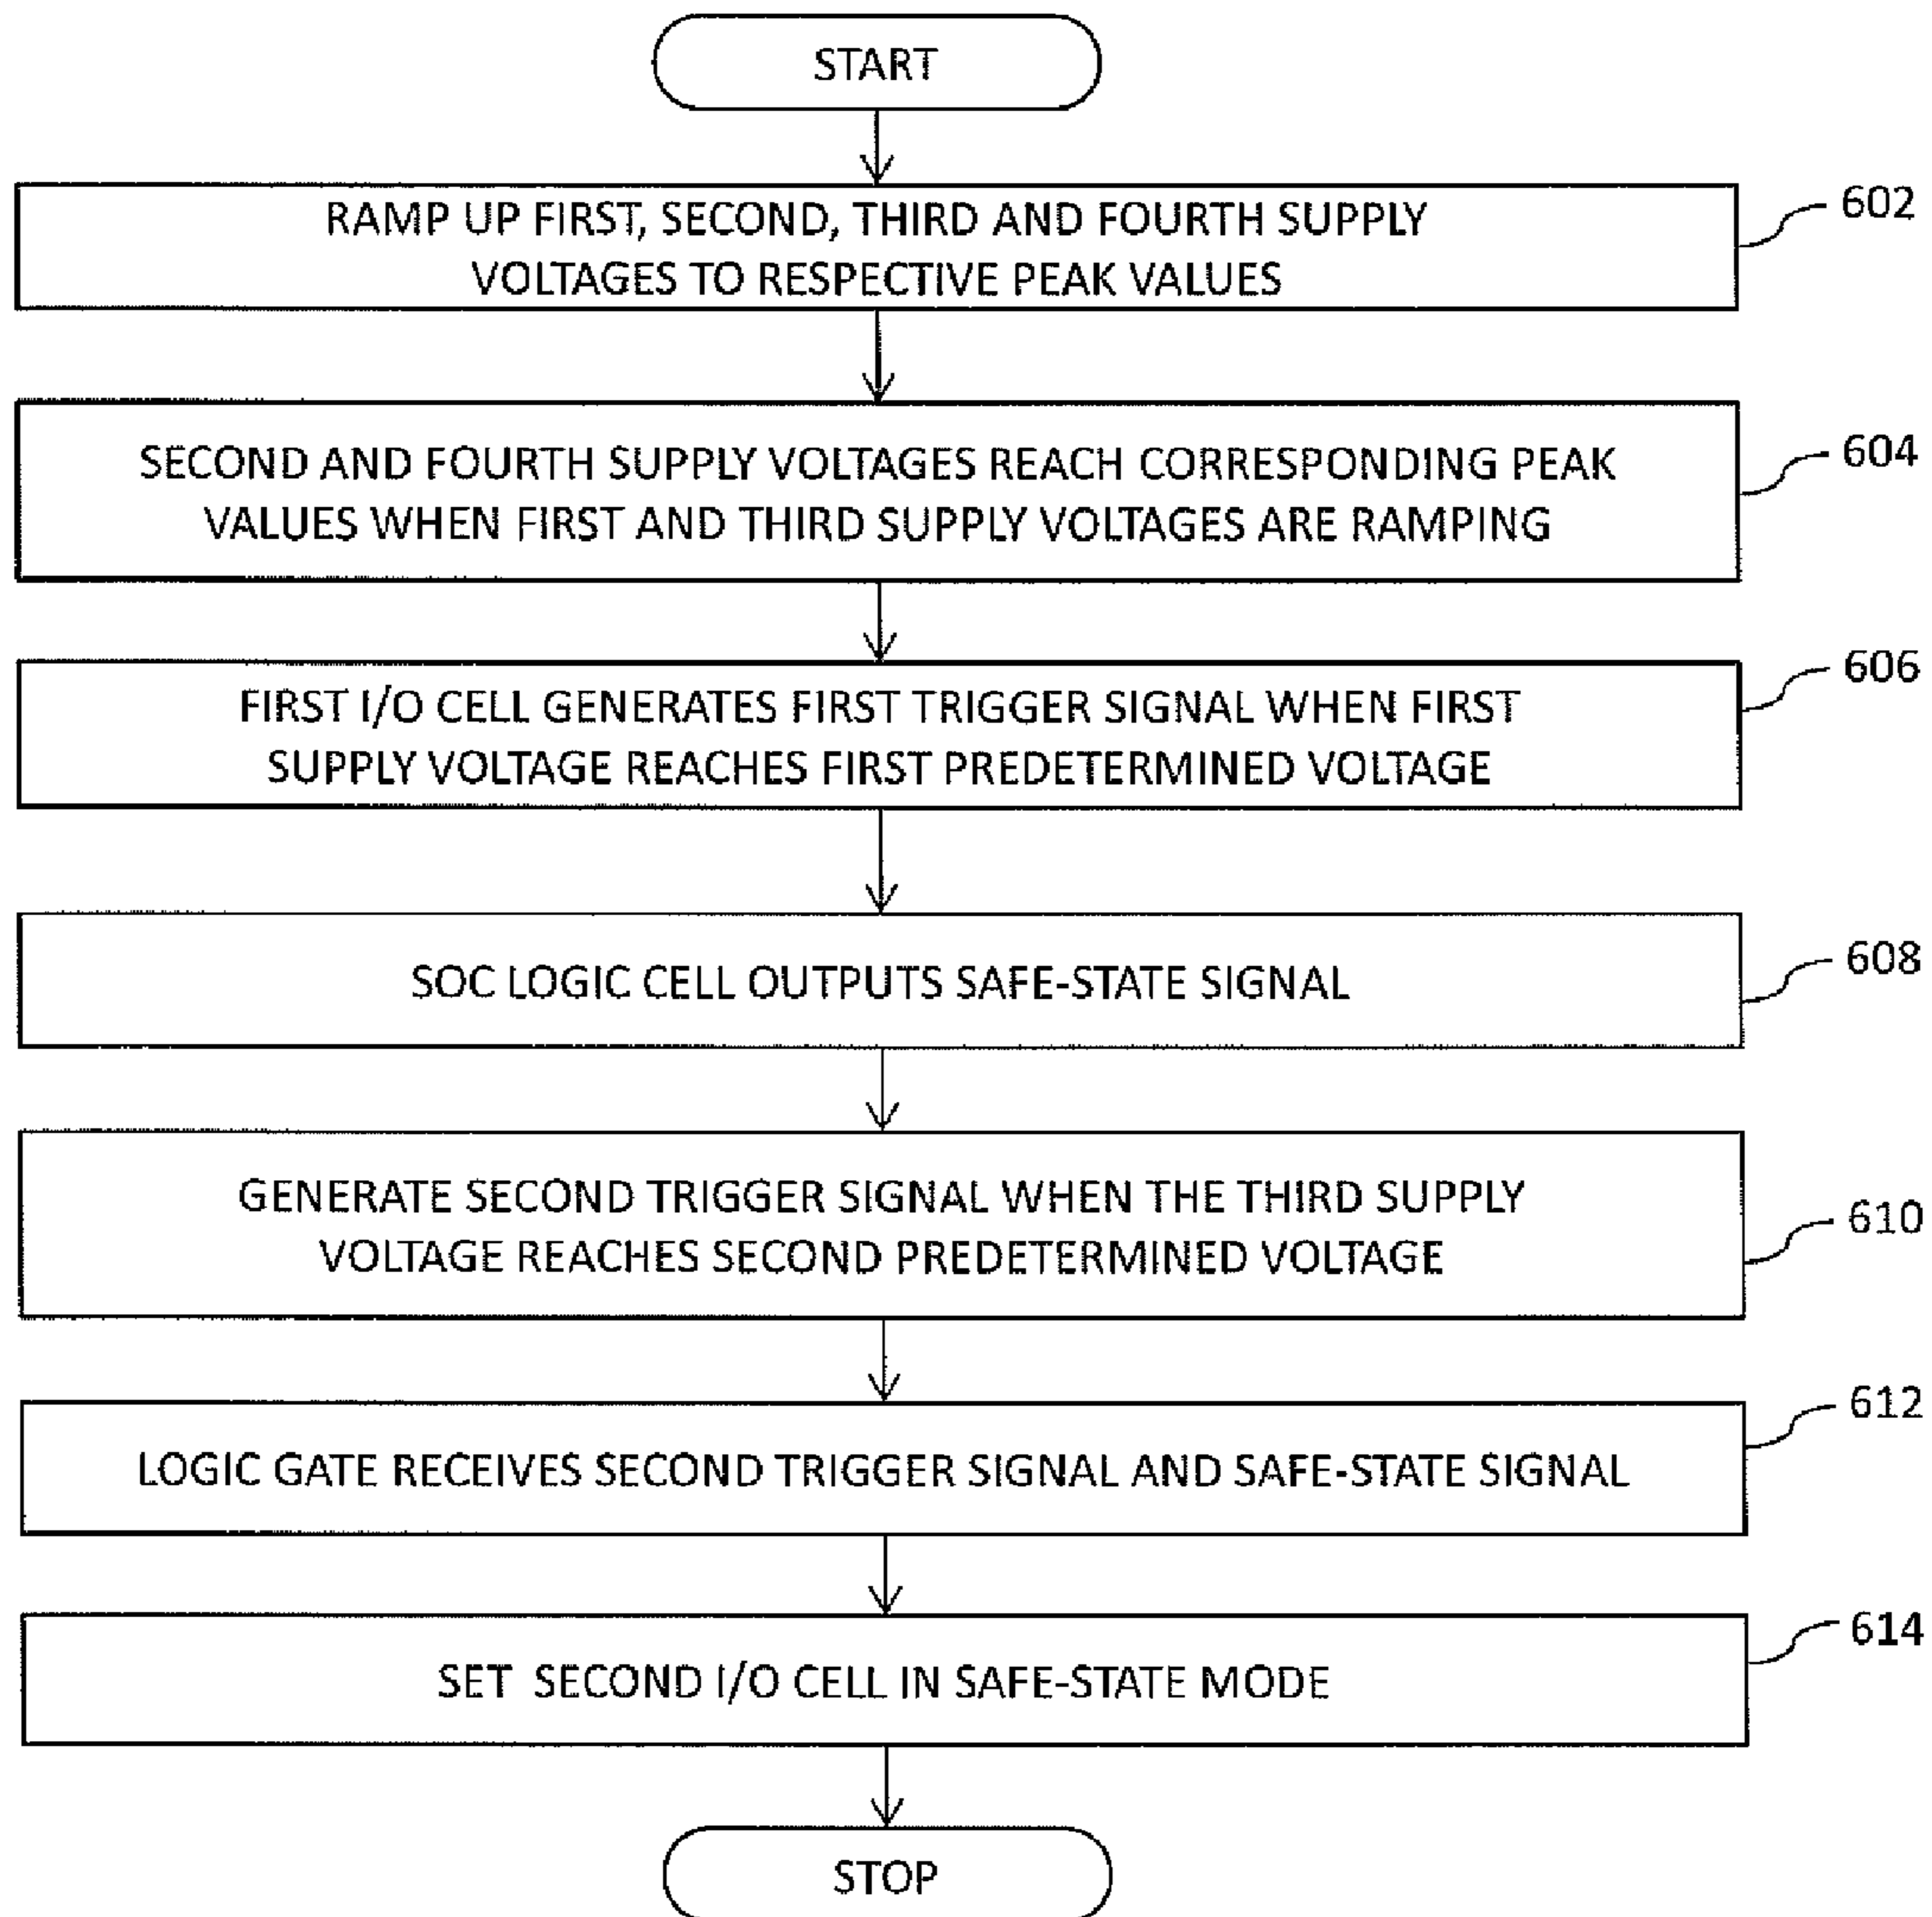 START
RAMP UP FIRST, SECOND, THIRD AND FOURTH SUPPLY
VOLTAGES TO RESPECTIVE PEAK VALUES
602
SECOND AND FOURTH SUPPLY VOLTAGES REACH CORRESPONDING PEAK
VALUES WHEN FIRST AND THIRD SUPPLY VOLTAGES ARE RAMPING
604
FIRST I/O CELL GENERATES FIRST TRIGGER SIGNAL WHEN FIRST
SUPPLY VOLTAGE REACHES FIRST PREDETERMINED VOLTAGE
606
SOC LOGIC CELL OUTPUTS SAFE-STATE SIGNAL
608
GENERATE SECOND TRIGGER SIGNAL WHEN THE THIRD SUPPLY
VOLTAGE REACHES SECOND PREDETERMINED VOLTAGE
610
LOGIC GATE RECEIVES SECOND TRIGGER SIGNAL AND SAFE-STATE SIGNAL
612
SET SECOND I/O CELL IN SAFE-STATE MODE
614
STOP